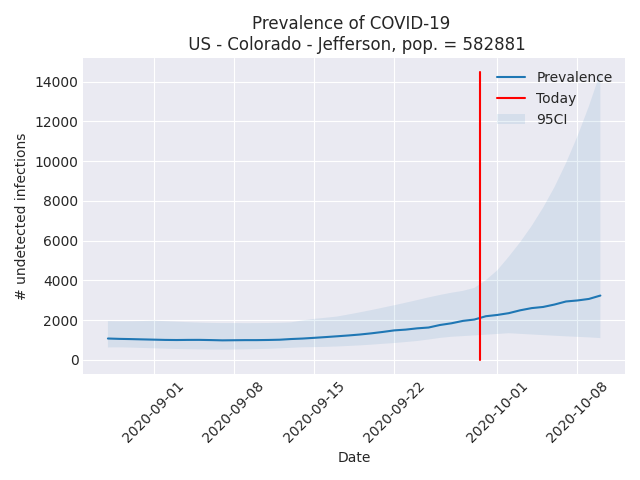 Prevalence of COVID-19
US - Colorado - Jefferson, pop. = 582881
14000
12000
10000
8000
6000
4000
2000
0
# undetected infections
Prevalence
Today
95CI
2020-09-01
2020-09-08
2020-09-15
2020-09-22
2020-10-01
2020-10-08
Date